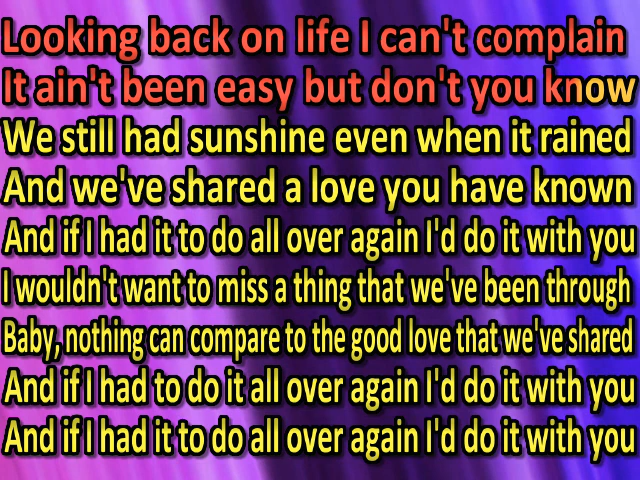 Looking back on life I can't complain
It ain't been easy but don't you know
We still had sunshine even when it rained
And we've shared a love you have known
And if I had it to do all over again I'd do it with you
I wouldn't want to miss a thing that we've been through
Baby, nothing can compare to the good love that we've shared
And if I had to do it all over again I'd do it with you
And if I had it to do all over again I'd do it with you